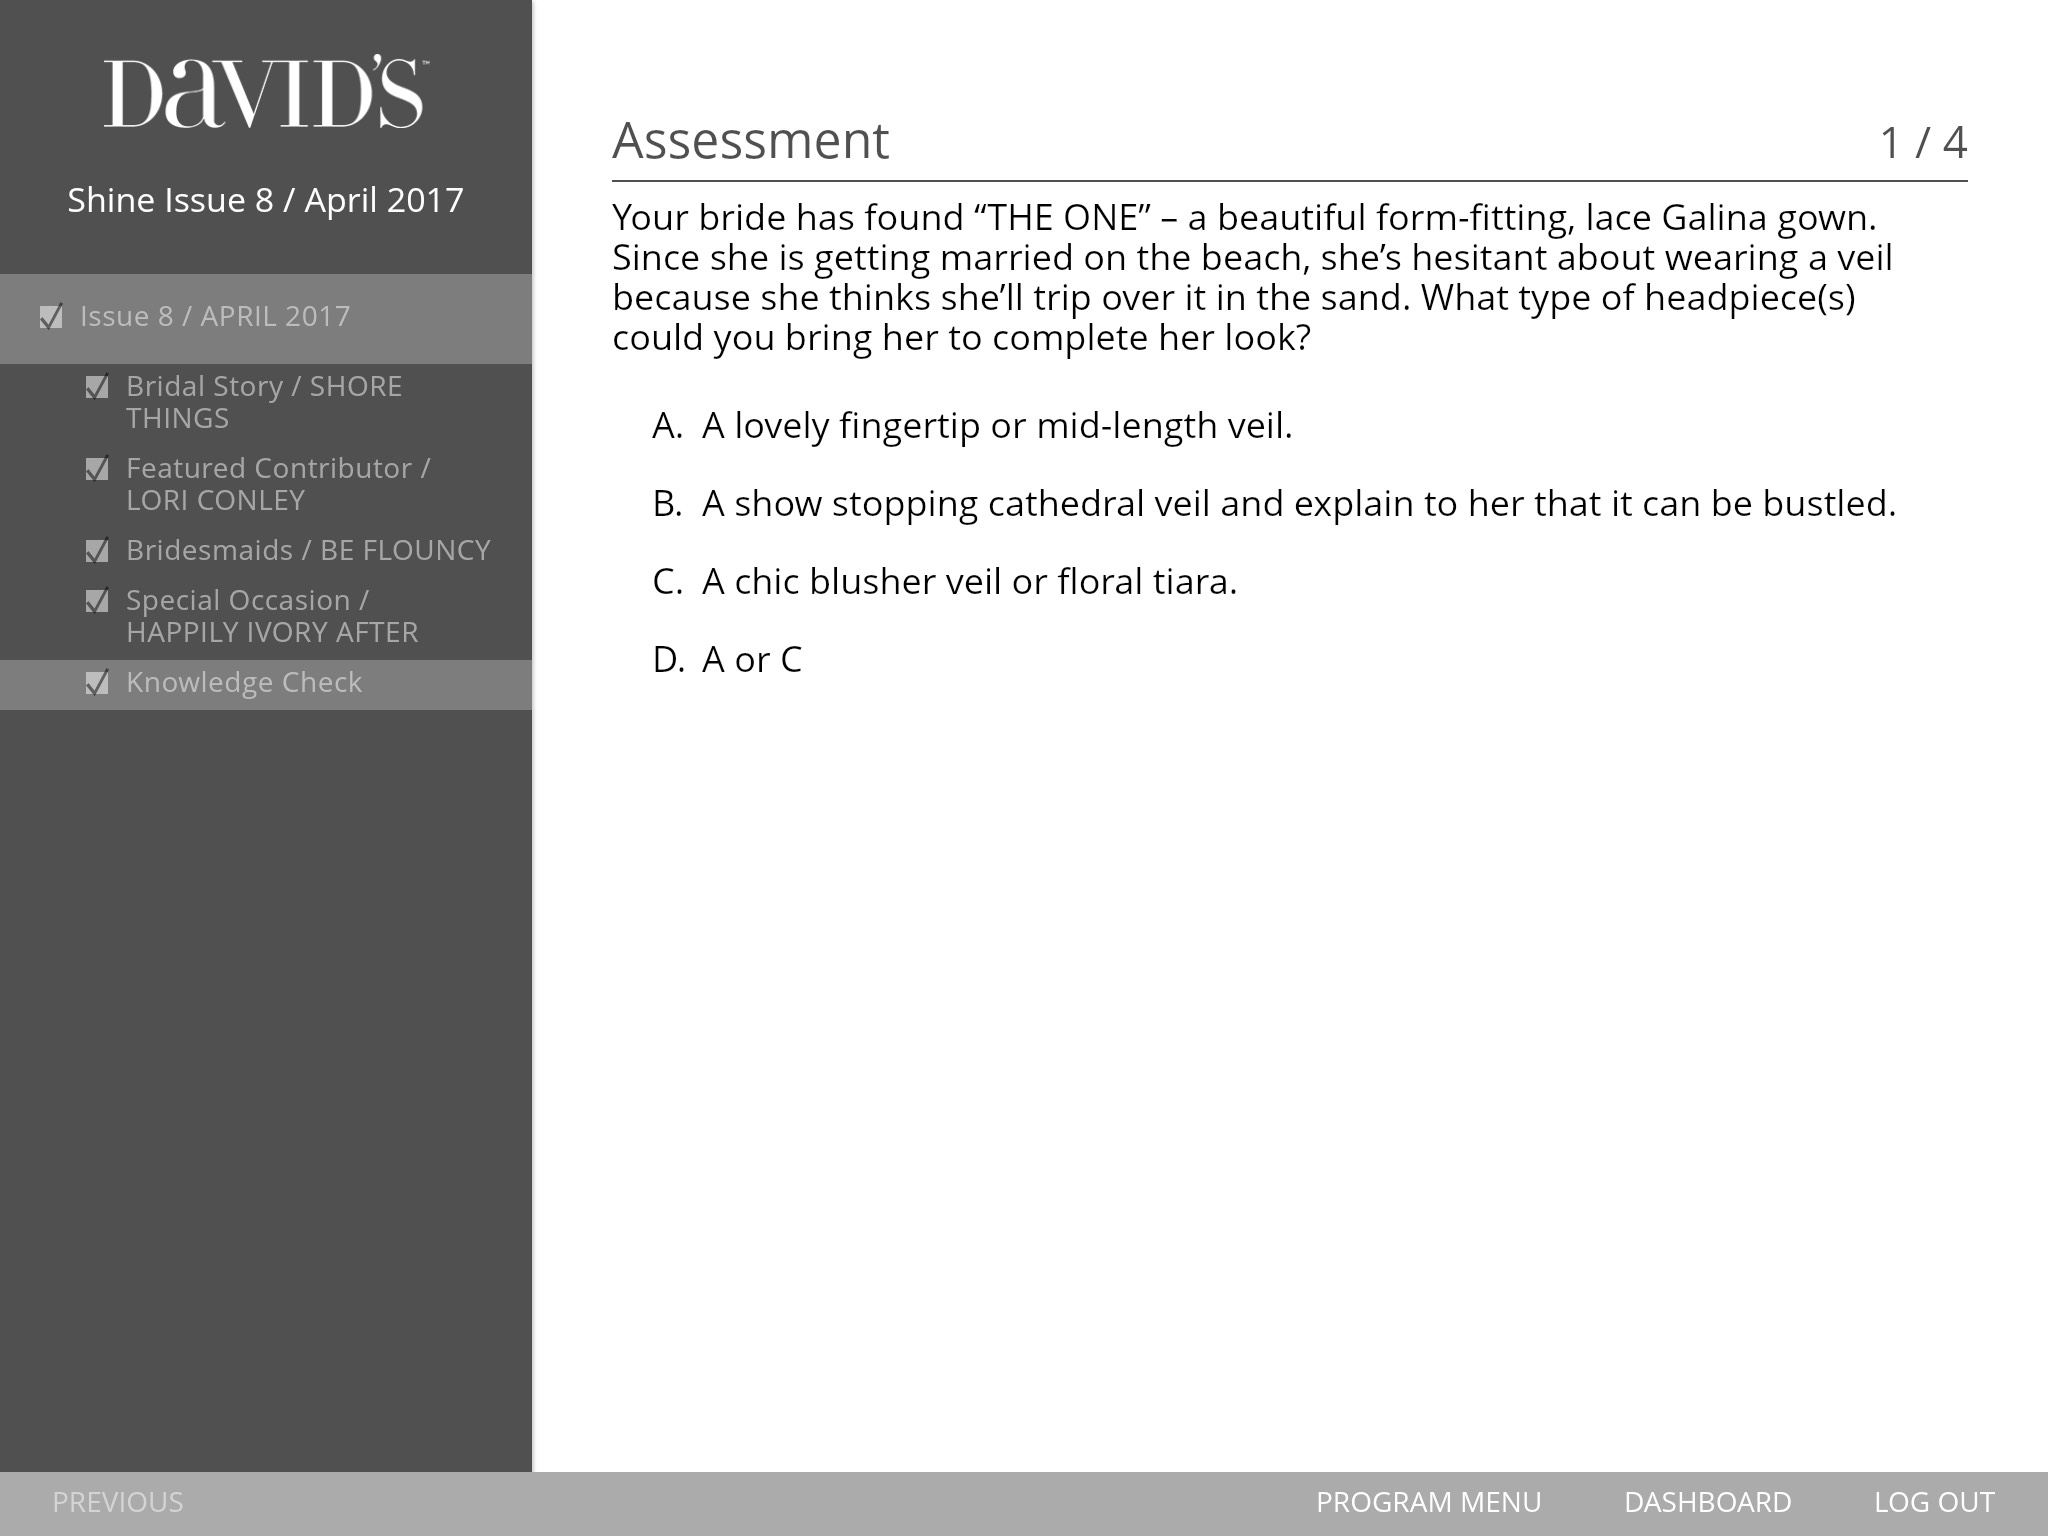 DAVID'S™
Shine Issue 8 / April 2017
Issue 8 / APRIL 2017
Bridal Story / SHORE
THINGS
Featured Contributor /
LORI CONLEY
Bridesmaids / BE FLOUNCY
Special Occasion /
HAPPILY IVORY AFTER
Knowledge Check
Assessment 1 / 4
Your bride has found “THE ONE” – a beautiful form-fitting, lace Galina gown.
Since she is getting married on the beach, she’s hesitant about wearing a veil
because she thinks she’ll trip over it in the sand. What type of headpiece(s)
could you bring her to complete her look?
A. A lovely fingertip or mid-length veil.
B. A show stopping cathedral veil and explain to her that it can be bustled.
C. A chic blusher veil or floral tiara.
D. A or C
PREVIOUS PROGRAM MENU DASHBOARD LOG OUT